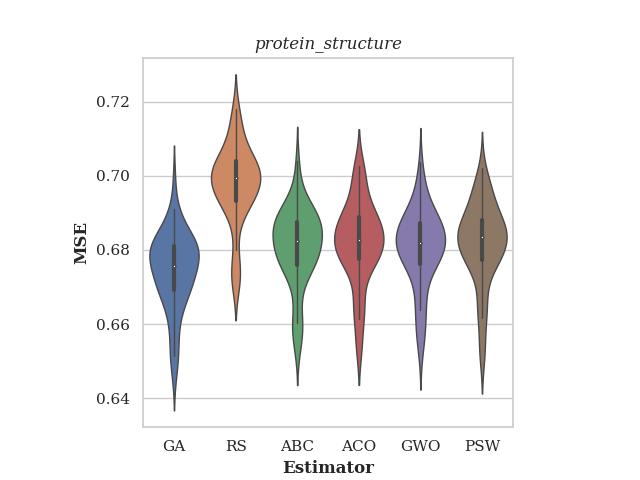 protein_structure
0.72
0.70
0.68
0.66
0.64
MSE
GA RS ABC ACO GWO PSW
Estimator